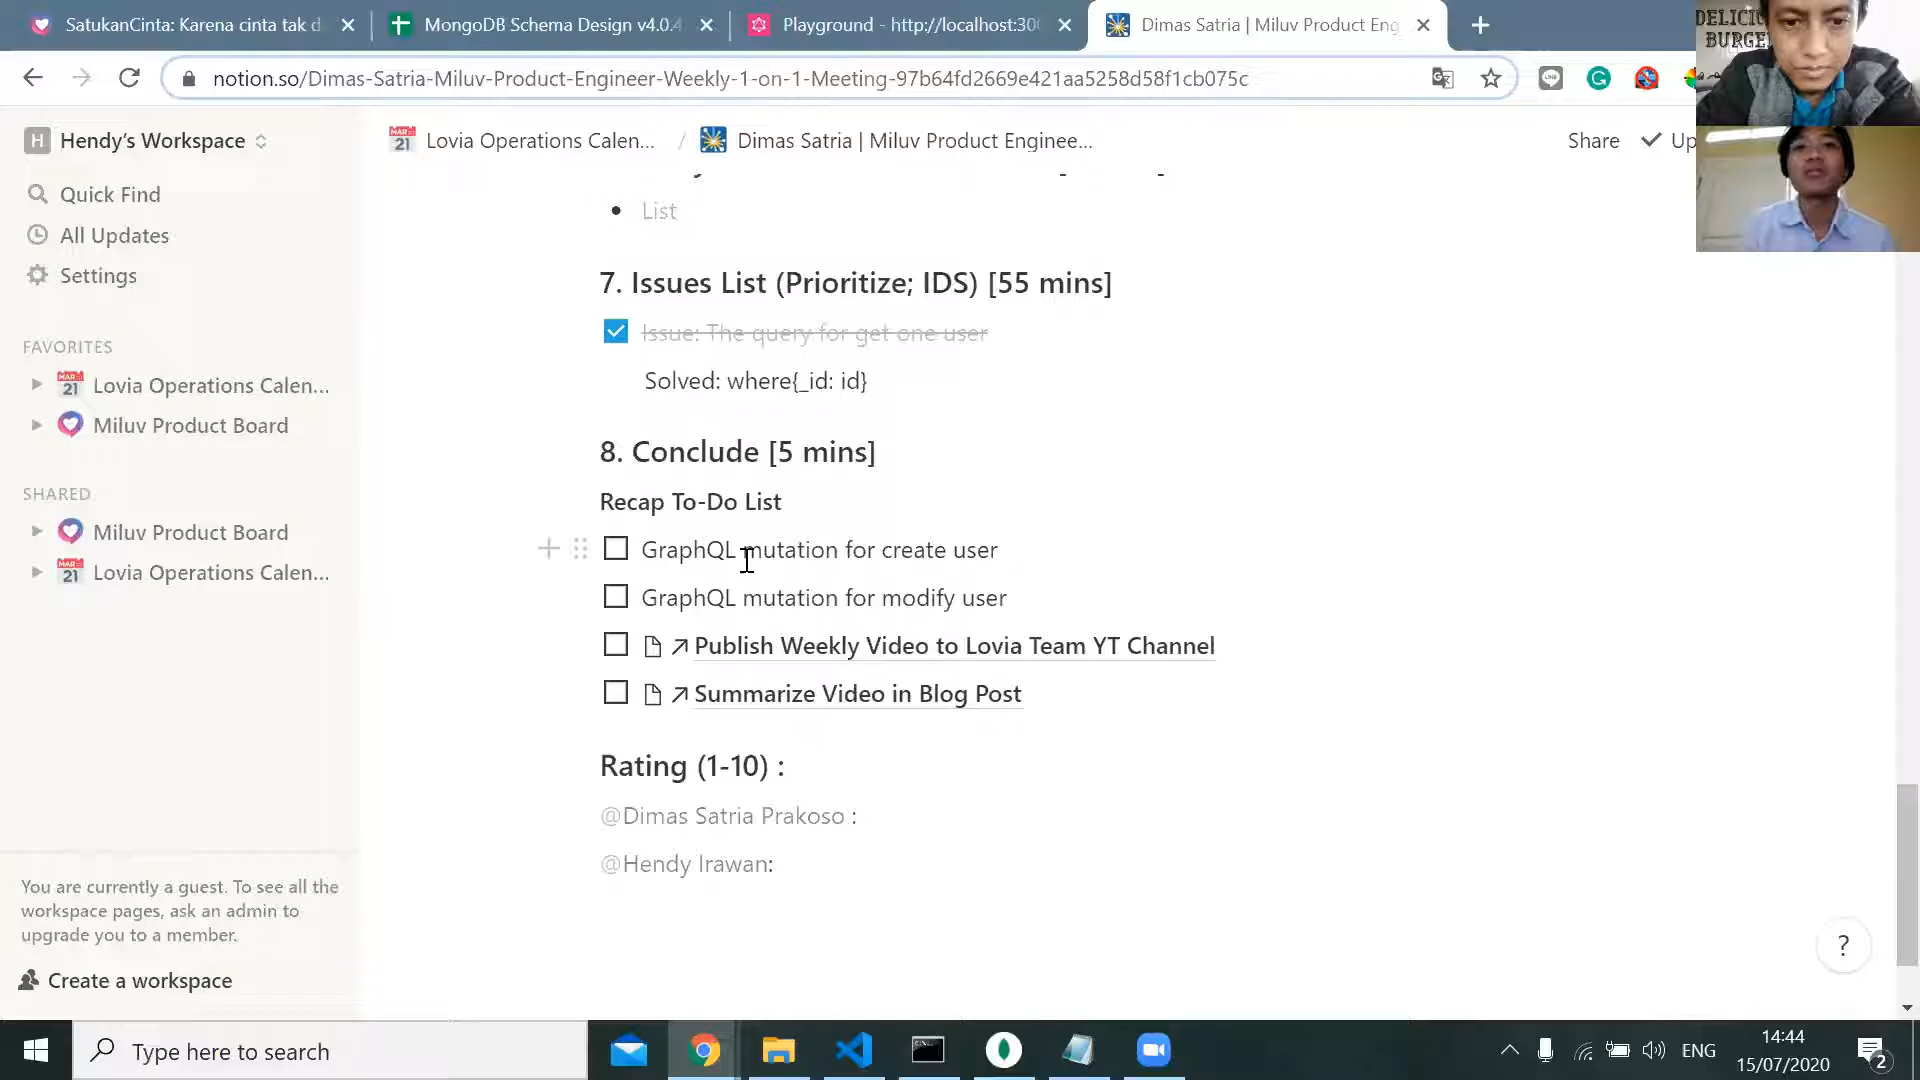 SatukanCinta: Karena cinta tak d
MongoDB Schema Design v4.0.4
Playground - http://localhost:300
Dimas Satria | Miluv Product Eng
notion.so/Dimas-Satria-Miluv-Product-Engineer-Weekly-1-on-1-Meeting-97b64fd2669e421aa5258d58f1cb075c
H Hendy's Workspace
Lovia Operations Calen... / Dimas Satria | Miluv Product Enginee...
Share Up
Quick Find
All Updates
Settings
FAVORITES
Lovia Operations Calen...
Miluv Product Board
SHARED
Miluv Product Board
Lovia Operations Calen...
You are currently a guest. To see all the
workspace pages, ask an admin to
upgrade you to a member.
Create a workspace
List
7. Issues List (Prioritize; IDS) [55 mins]
Issue: The query for get one user
Solved: where{_id: id}
8. Conclude [5 mins]
Recap To-Do List
GraphQL mutation for create user
GraphQL mutation for modify user
Publish Weekly Video to Lovia Team YT Channel
Summarize Video in Blog Post
Rating (1-10) :
@Dimas Satria Prakoso :
@Hendy Irawan:
?
Type here to search
ENG
14:44
15/07/2020
2